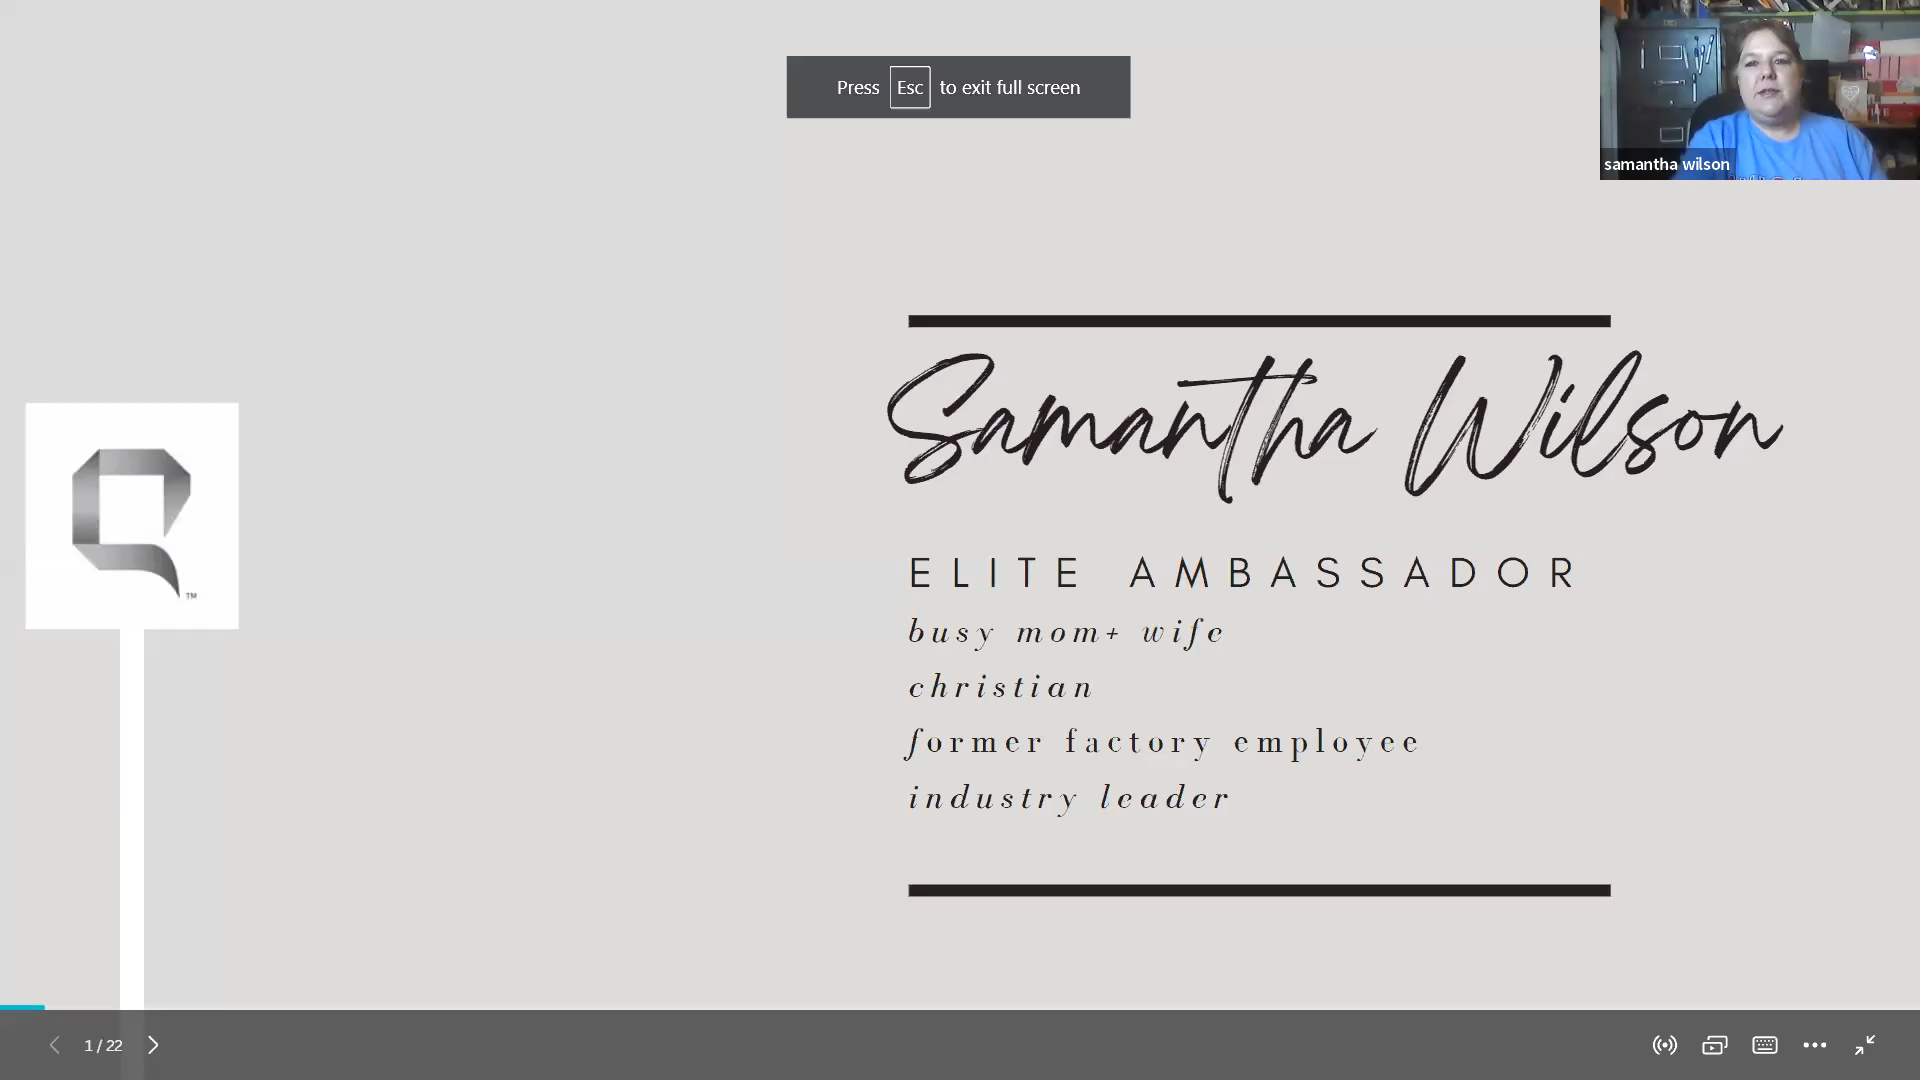 Press Esc to exit full screen
samantha wilson
Samantha Wilson
ELITE AMBASSADOR
busy mom+ wife
christian
former factory employee
industry leader
TM
1 / 22